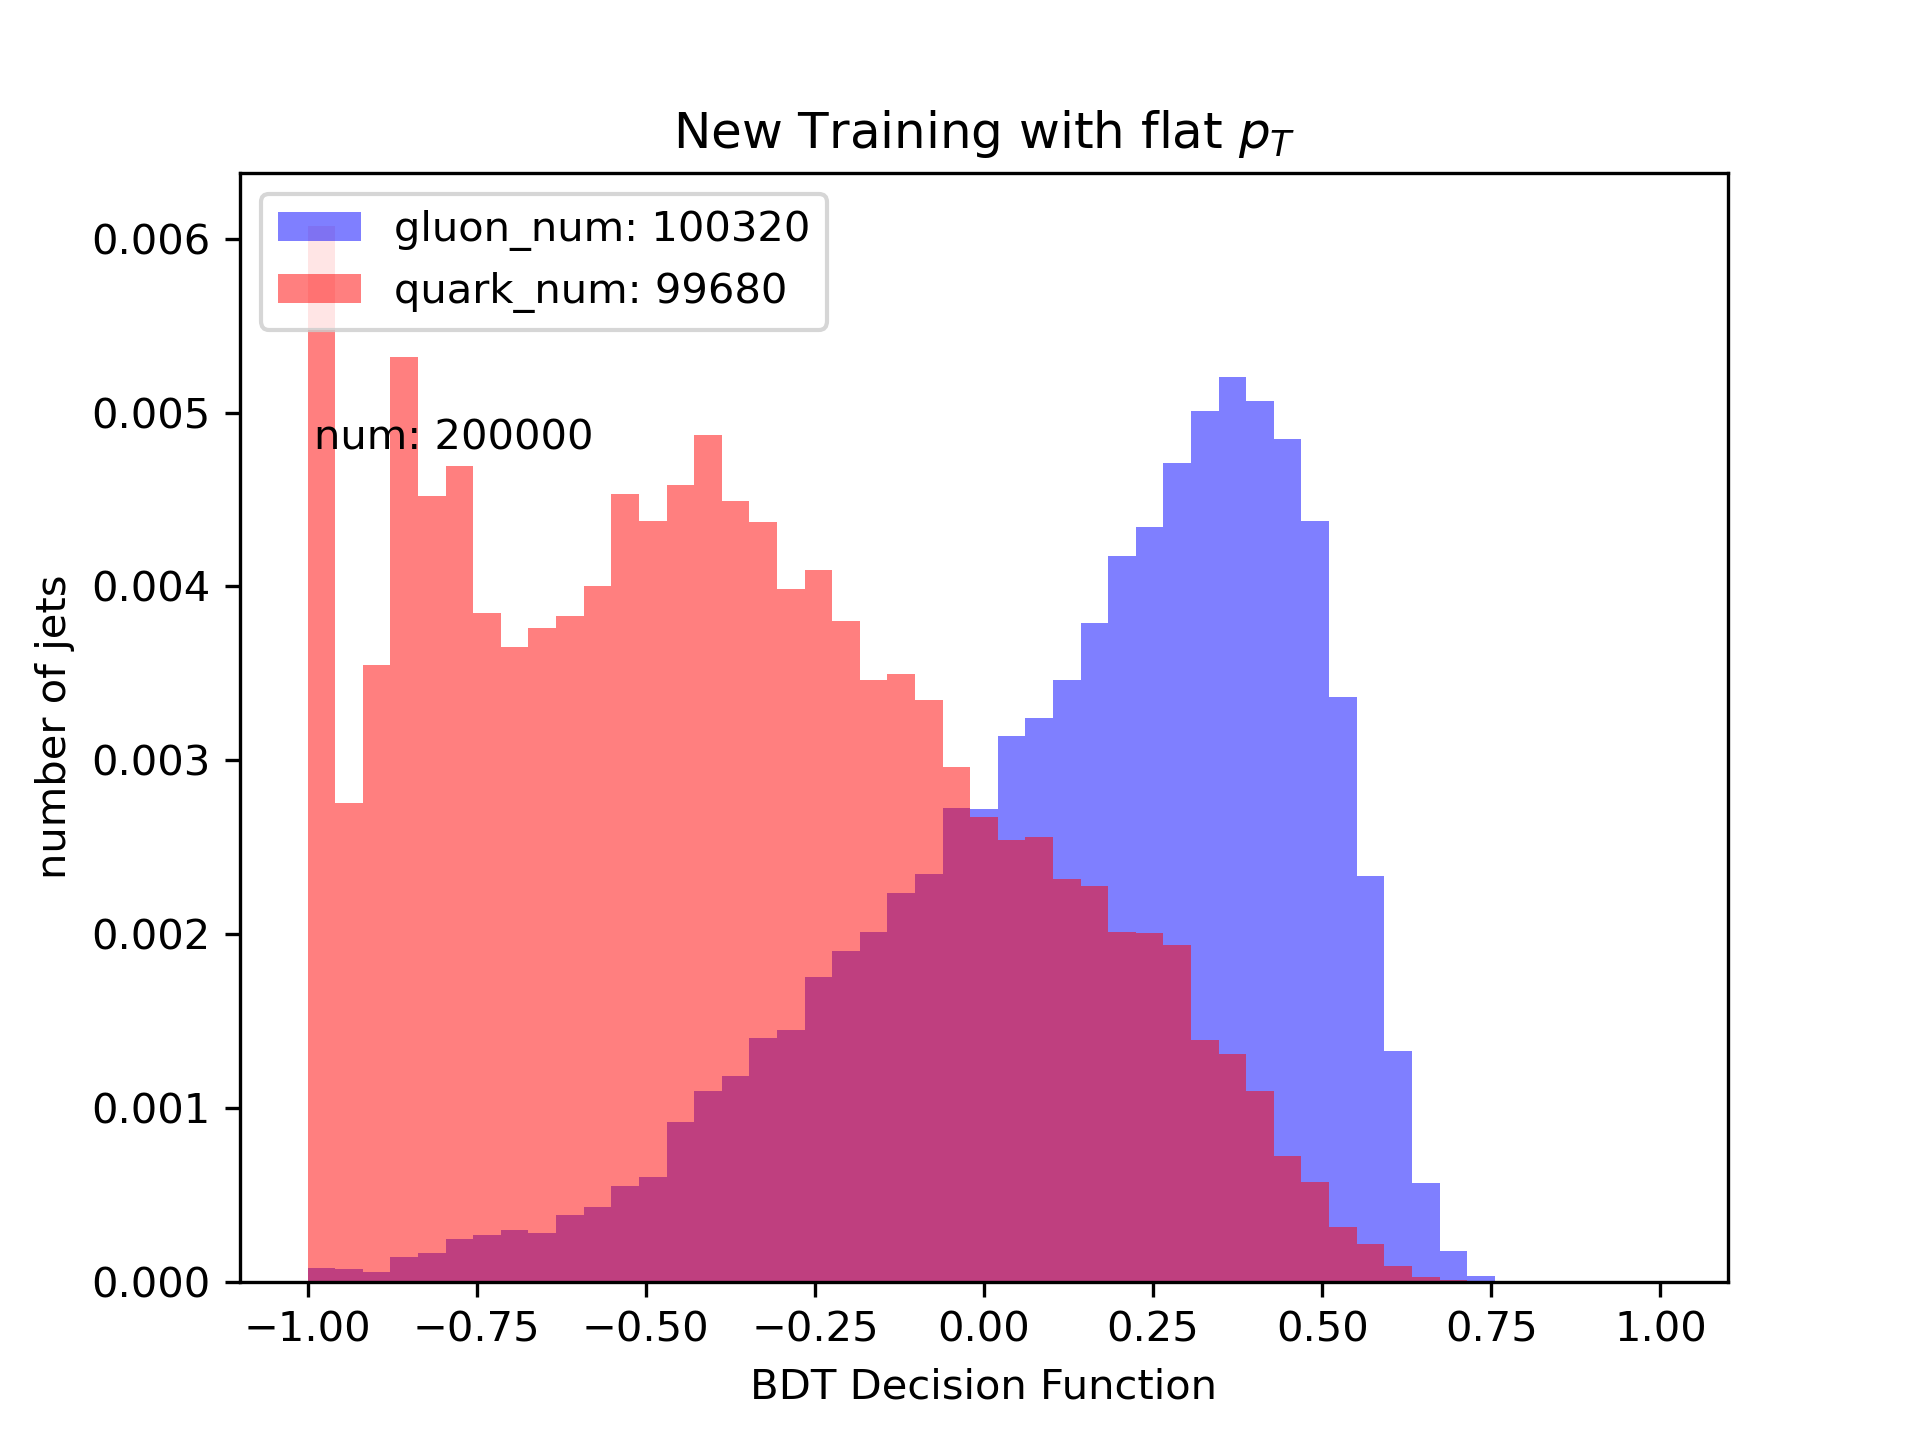 New Training with flat p_T
gluon_num: 100320
quark_num: 99680
num: 200000
number of jets
0.006
0.005
0.004
0.003
0.002
0.001
0.000
−1.00 −0.75 −0.50 −0.25 0.00 0.25 0.50 0.75 1.00
BDT Decision Function